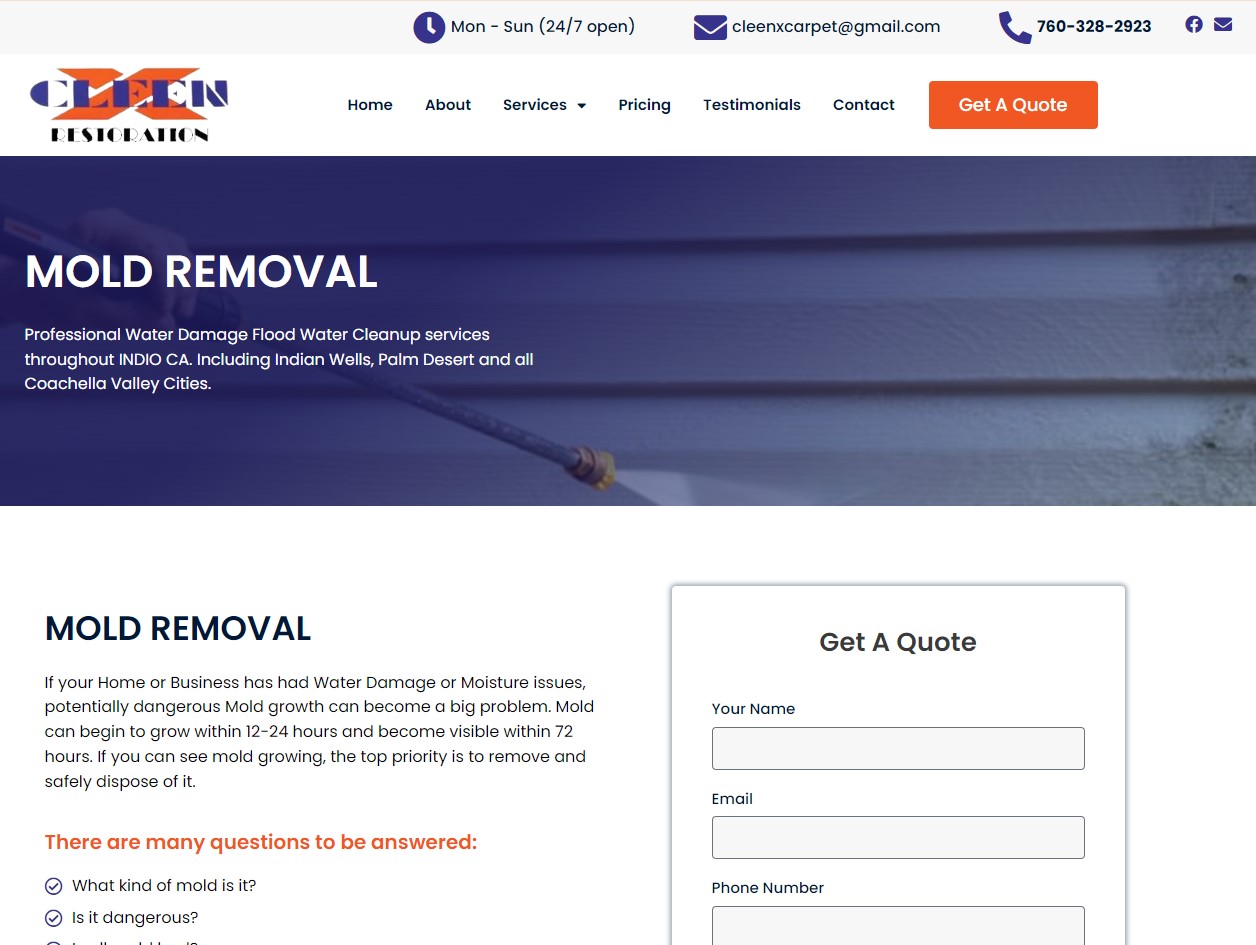 Mon - Sun (24/7 open)
cleenxcarpet@gmail.com
760-328-2923
CLEEN
RESTORATION
Home
About
Services
Pricing
Testimonials
Contact
Get A Quote
MOLD REMOVAL
Professional Water Damage Flood Water Cleanup services
throughout INDIO CA. Including Indian Wells, Palm Desert and all
Coachella Valley Cities.
MOLD REMOVAL
If your Home or Business has had Water Damage or Moisture issues,
potentially dangerous Mold growth can become a big problem. Mold
can begin to grow within 12-24 hours and become visible within 72
hours. If you can see mold growing, the top priority is to remove and
safely dispose of it.
There are many questions to be answered:
What kind of mold is it?
Is it dangerous?
Get A Quote
Your Name
Email
Phone Number